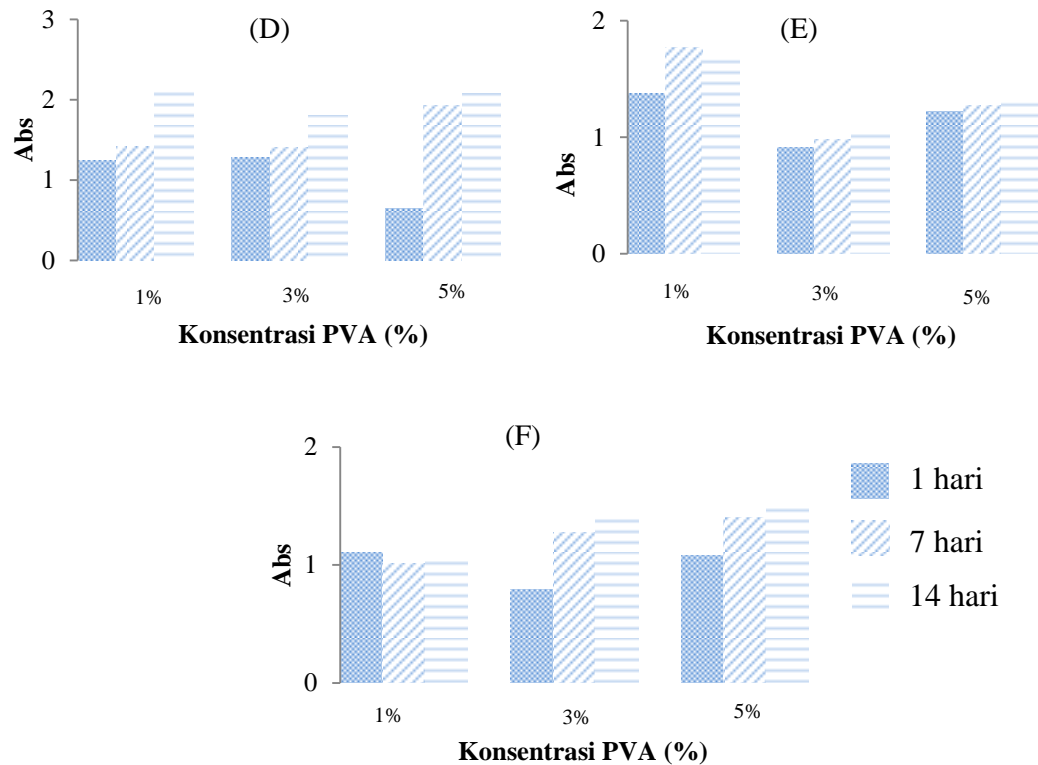 (D)
3
2
1
0
Abs
1%
3%
5%
Konsentrasi PVA (%)
(E)
2
1
0
Abs
1%
3%
5%
Konsentrasi PVA (%)
(F)
2
1
0
Abs
1%
3%
5%
Konsentrasi PVA (%)
1 hari
7 hari
14 hari